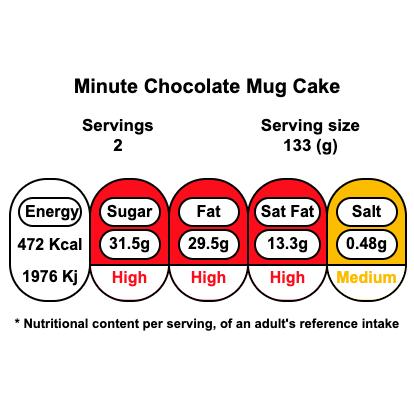 Minute Chocolate Mug Cake
Servings
2
Serving size
133 (g)
Energy
472 Kcal
1976 Kj
Sugar
31.5g
High
Fat
29.5g
High
Sat Fat
13.3g
High
Salt
0.48g
Medium
* Nutritional content per serving, of an adult's reference intake